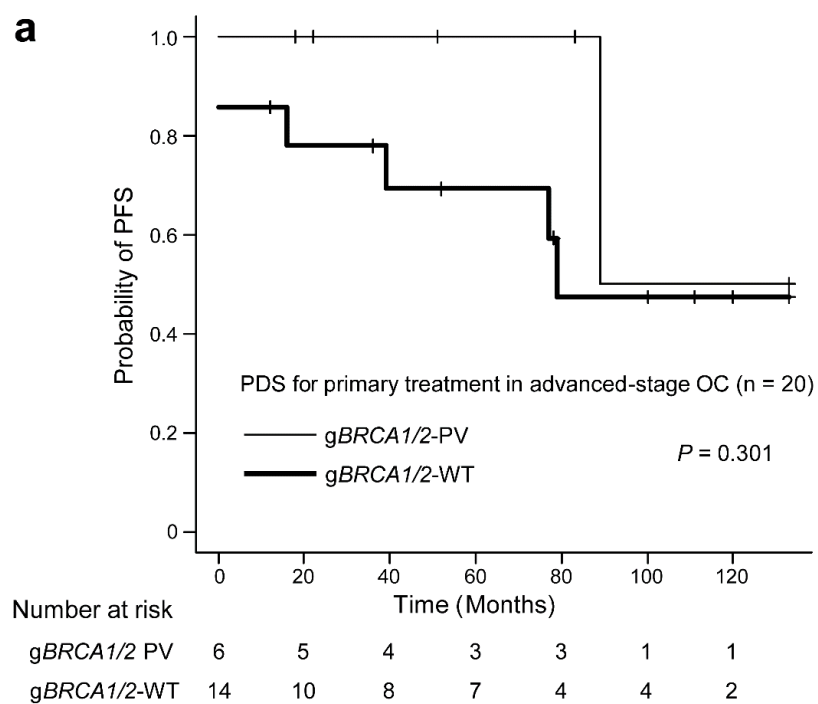 a
1.0
0.8
0.6
0.4
0.2
0
Probability of PFS
PDS for primary treatment in advanced-stage OC (n = 20)
gBRCA1/2-PV
gBRCA1/2-WT
P = 0.301
0 20 40 60 80 100 120
Time (Months)
Number at risk
gBRCA1/2 PV 6 5 4 3 3 1 1
gBRCA1/2-WT 14 10 8 7 4 4 2